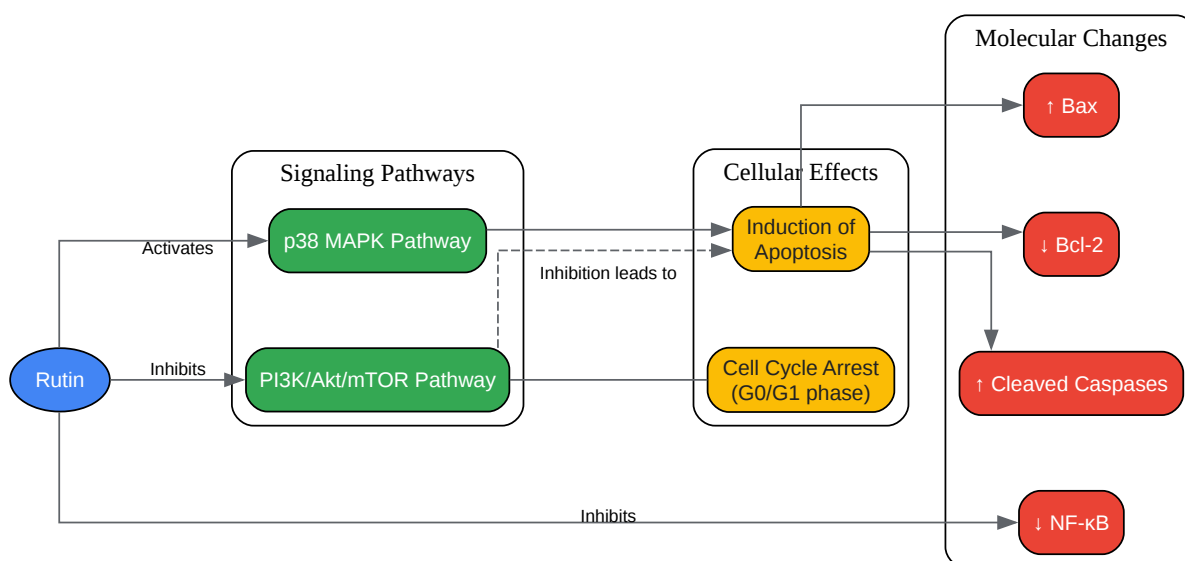 Molecular Changes
↑ Bax
Signaling Pathways
Cellular Effects
p38 MAPK Pathway
Induction of
Apoptosis
↓ Bcl-2
Activates
Inhibition leads to
Rutin
Inhibits
PI3K/Akt/mTOR Pathway
Cell Cycle Arrest
(G0/G1 phase)
↑ Cleaved Caspases
Inhibits
↓ NF-κB